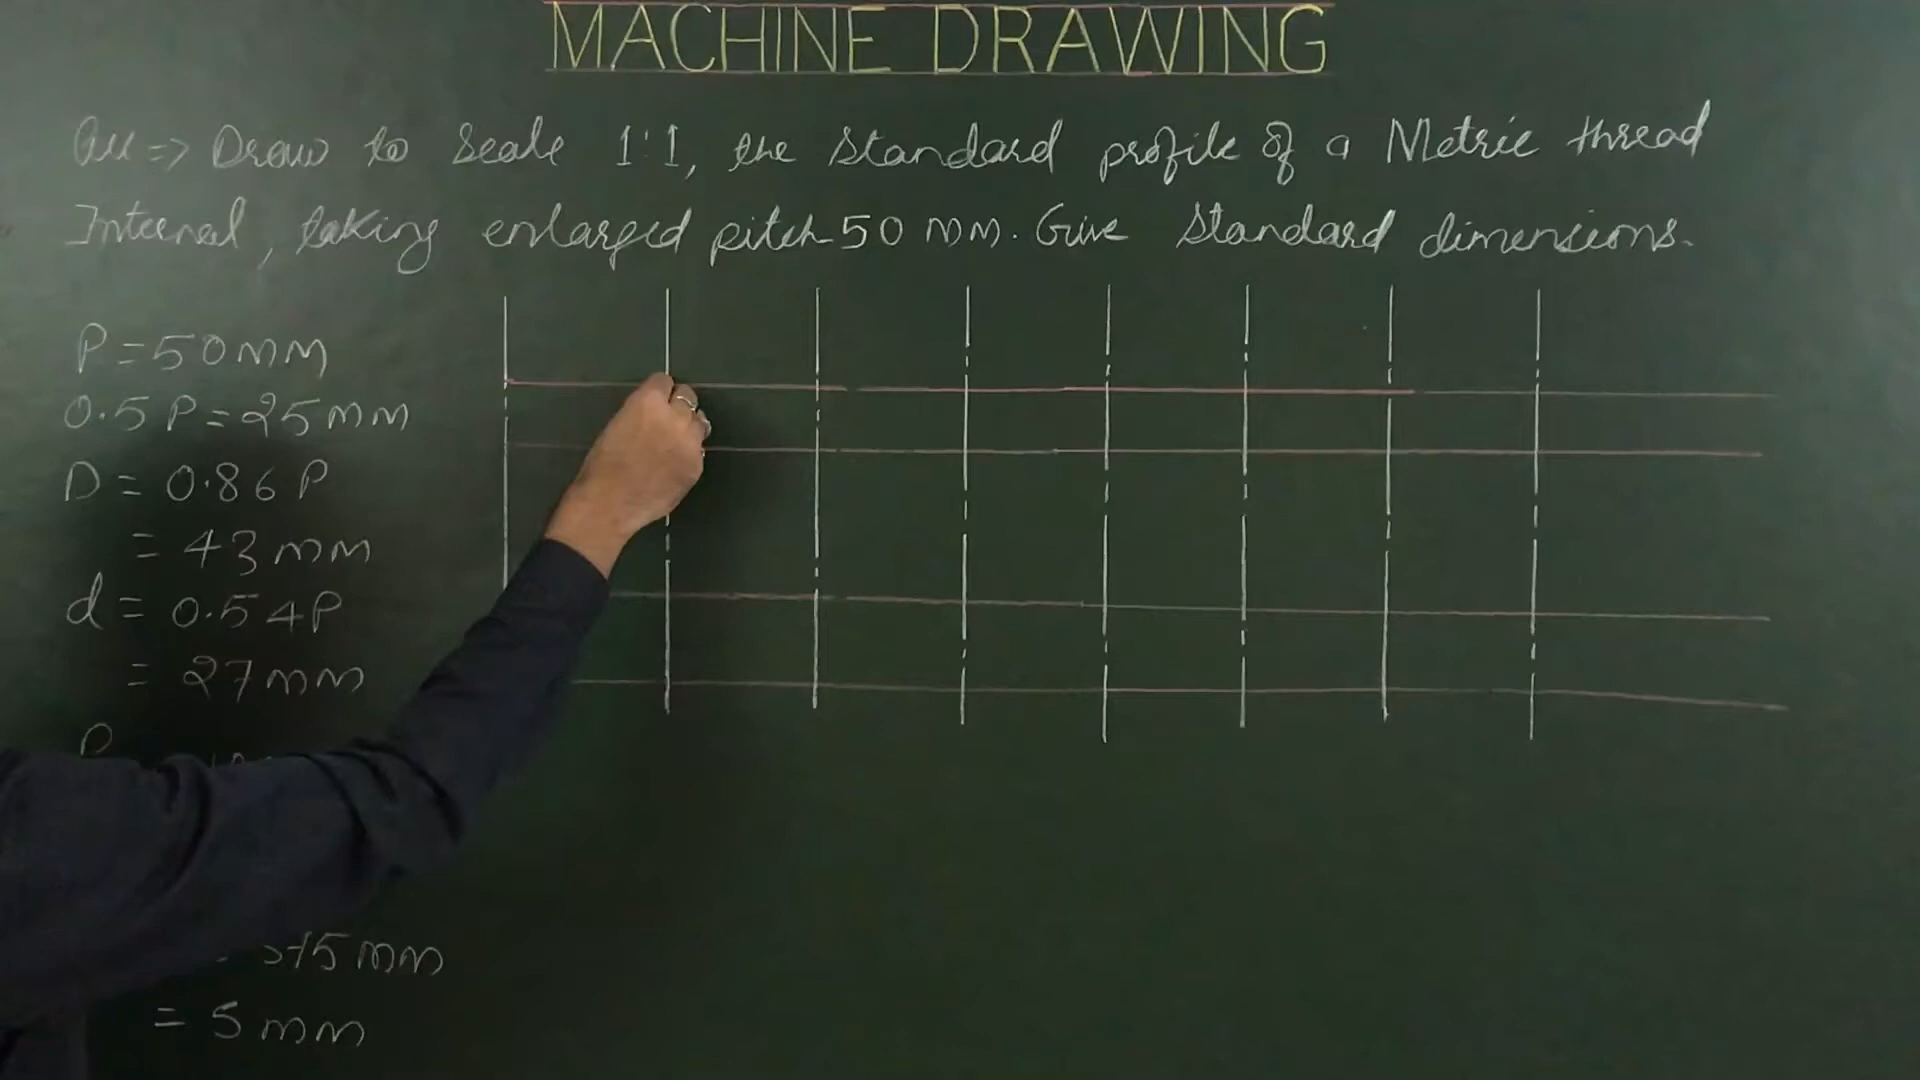 MACHINE DRAWING
Qu => Draw to Scale 1:1, the standard profile of a Metric thread
Internal, taking enlarged pitch 50 mm. Give Standard dimensions.
P = 50 mm
0.5 P = 25 mm
D = 0.86 P
= 43 mm
d = 0.54 P
= 27 mm
P
75 mm
= 5 mm